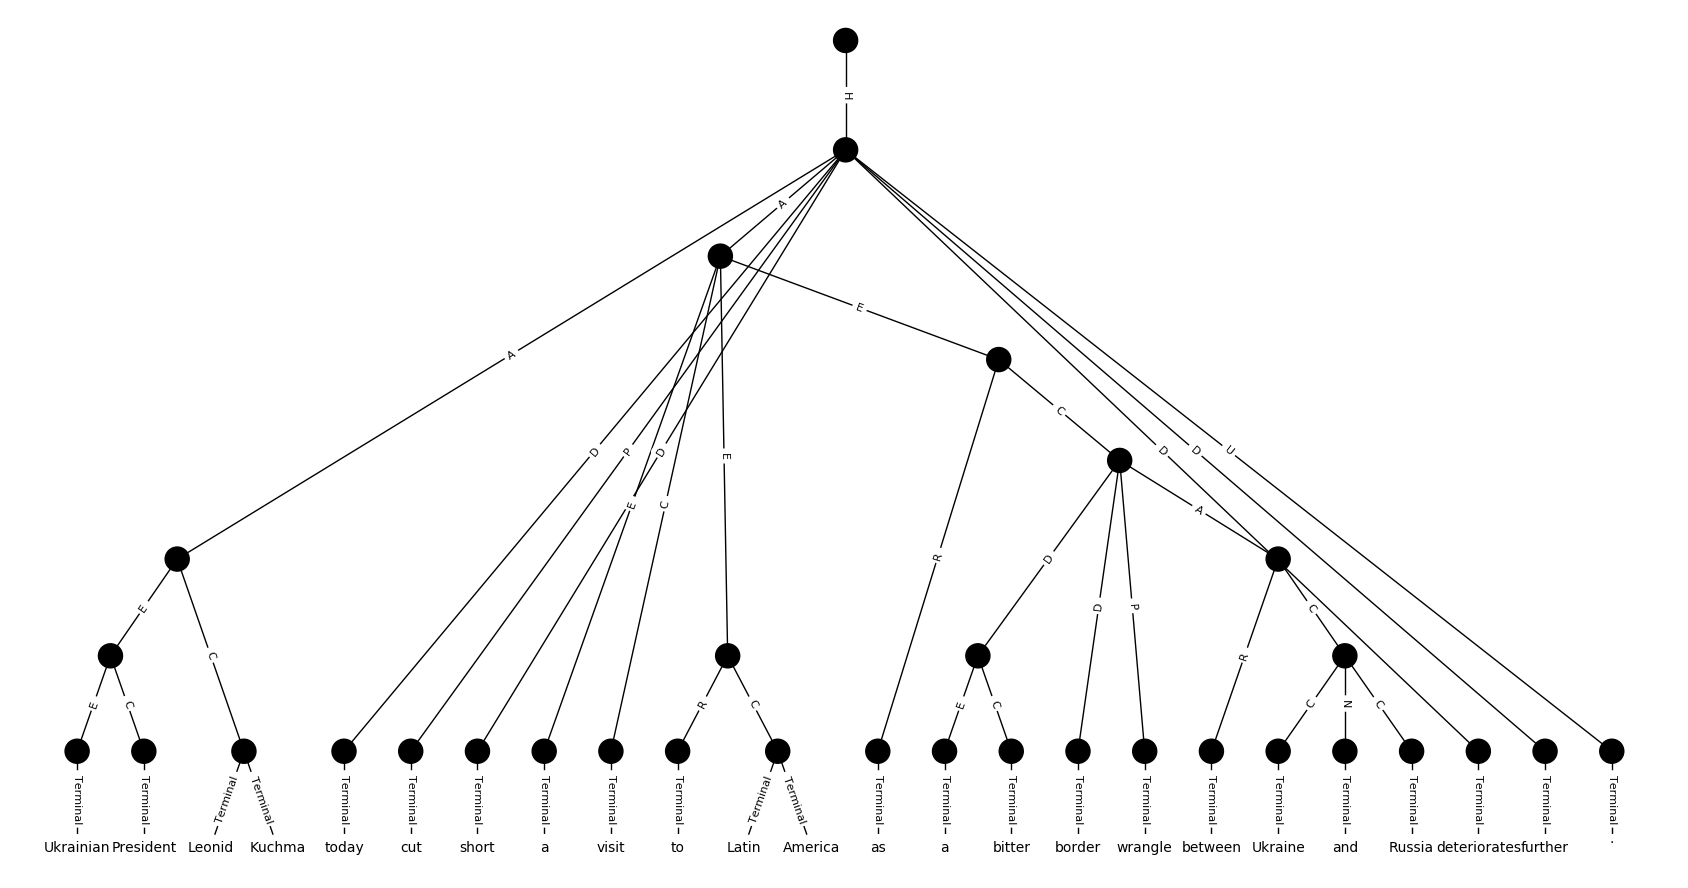 H
A
A
E
A
C
D
P
D
D
D
U
E
E
C
A
R
D
E
C
D
P
C
R
E
C
R
C
E
C
C
N
C
Terminal Terminal Terminal Terminal Terminal Terminal Terminal Terminal Terminal Terminal Terminal Terminal Terminal Terminal Terminal Terminal Terminal Terminal Terminal Terminal Terminal Terminal Terminal Terminal
Ukrainian President Leonid Kuchma today cut short a visit to Latin America as a bitter border wrangle between Ukraine and Russia deteriorates further .